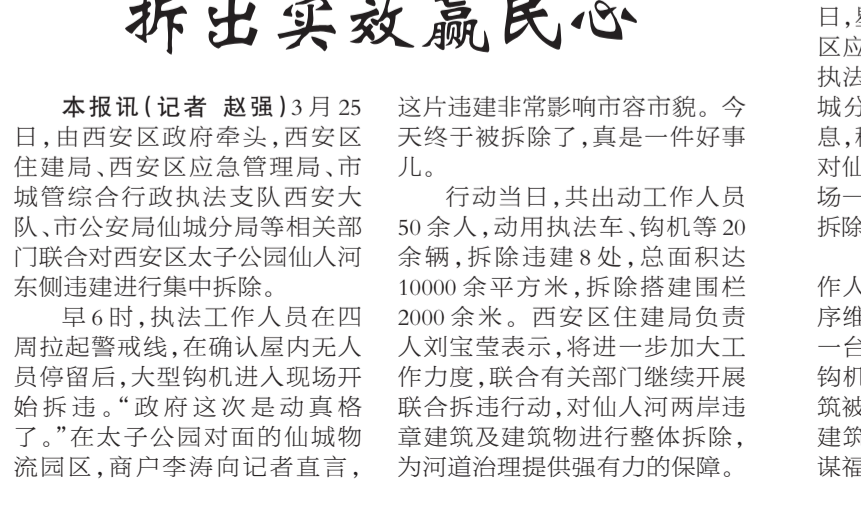 拆出实效赢民心
本报讯(记者 赵强)3月25
日,由西安区政府牵头,西安区
住建局、西安区应急管理局、市
城管综合行政执法支队西安大
队、市公安局仙城分局等相关部
门联合对西安区太子公园仙人河
东侧违建进行集中拆除。
早6时,执法工作人员在四
周拉起警戒线,在确认屋内无人
员停留后,大型钩机进入现场开
始拆违。“政府这次是动真格
了。”在太子公园对面的仙城物
流园区,商户李涛向记者直言,
这片违建非常影响市容市貌。今
天终于被拆除了,真是一件好事
儿。
行动当日,共出动工作人员
50余人,动用执法车、钩机等20
余辆,拆除违建8处,总面积达
10000余平方米,拆除搭建围栏
2000余米。西安区住建局负责
人刘宝莹表示,将进一步加大工
作力度,联合有关部门继续开展
联合拆违行动,对仙人河两岸违
章建筑及建筑物进行整体拆除,
为河道治理提供强有力的保障。
日,
区应
执法
城分
息,
对仙
场一
拆除
作人
序维
一台
钩机
筑被
建筑
谋福